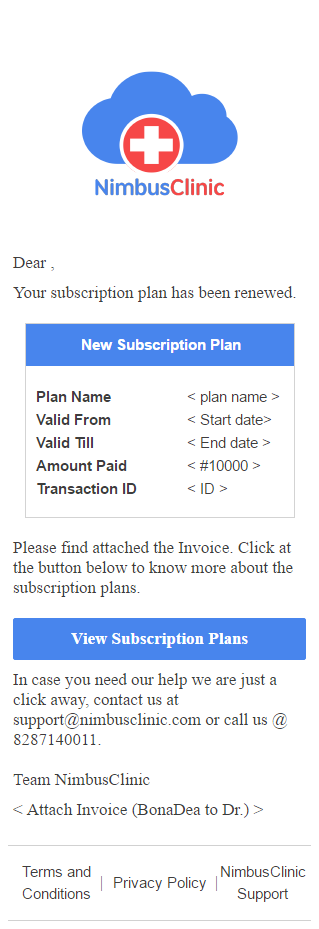 NimbusClinic
Dear ,
Your subscription plan has been renewed.
New Subscription Plan
Plan Name < plan name >
Valid From < Start date>
Valid Till < End date >
Amount Paid < #10000 >
Transaction ID < ID >
Please find attached the Invoice. Click at
the button below to know more about the
subscription plans.
View Subscription Plans
In case you need our help we are just a
click away, contact us at
support@nimbusclinic.com or call us @
8287140011.
Team NimbusClinic
< Attach Invoice (BonaDea to Dr.) >
Terms and Conditions | Privacy Policy | NimbusClinic Support